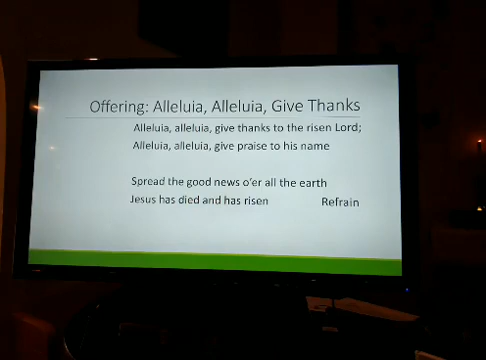 Offering: Alleluia, Alleluia, Give Thanks
Alleluia, alleluia, give thanks to the risen Lord;
Alleluia, alleluia, give praise to his name
Spread the good news o'er all the earth
Jesus has died and has risen Refrain